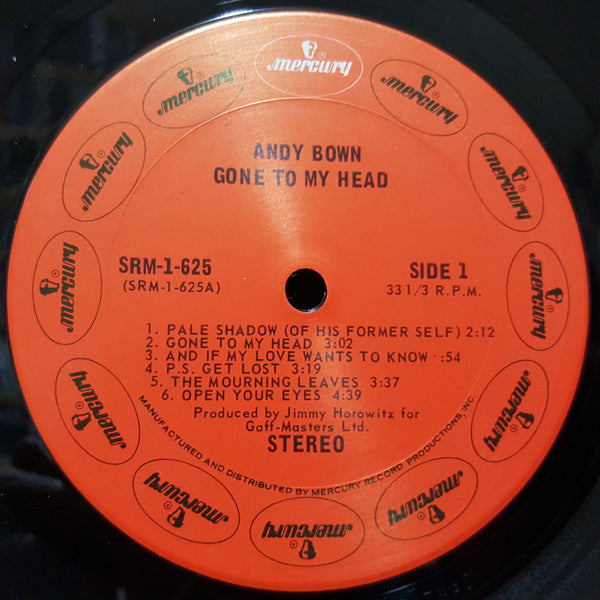 mercury
mercury
mercury
mercury
mercury
mercury
mercury
mercury
mercury
mercury
mercury
mercury
ANDY BOWN
GONE TO MY HEAD
SRM-1-625
(SRM-1-625A)
SIDE 1
33 1/3 R.P.M.
1. PALE SHADOW (OF HIS FORMER SELF) 2:12
2. GONE TO MY HEAD 3:02
3. AND IF MY LOVE WANTS TO KNOW :54
4. P.S. GET LOST 3:19
5. THE MOURNING LEAVES 3:37
6. OPEN YOUR EYES 4:39
Produced by Jimmy Horowitz for
Gaff-Masters Ltd.
STEREO
MANUFACTURED AND DISTRIBUTED BY MERCURY RECORD PRODUCTIONS, INC.